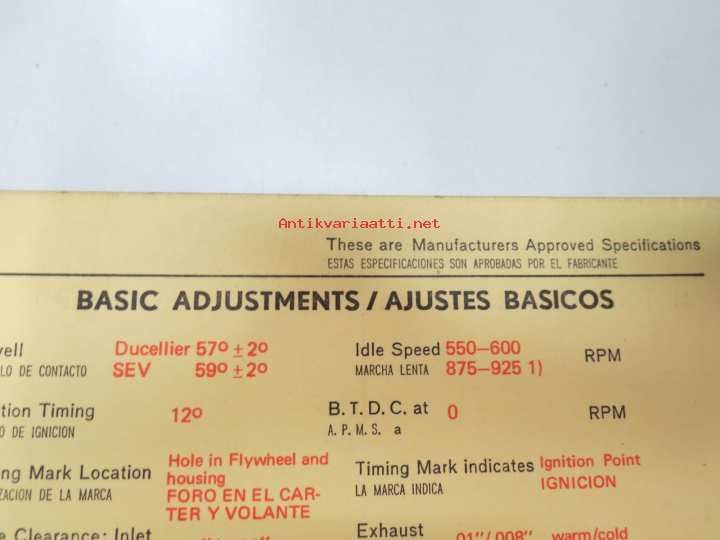 Antikvariaatti.net
These are Manufacturers Approved Specifications
ESTAS ESPECIFICACIONES SON APROBADAS POR EL FABRICANTE
BASIC ADJUSTMENTS / AJUSTES BASICOS
well Ducellier 57º ± 2º Idle Speed 550—600 RPM
LO DE CONTACTO SEV 59º ± 2º MARCHA LENTA 875—925 1)
tion Timing 12º B. T. D. C. at 0 RPM
O DE IGNICION A. P. M. S. a
ng Mark Location Hole in Flywheel and housing Timing Mark indicates Ignition Point
IZACION DE LA MARCA FORO EN EL CAR-
TER Y VOLANTE LA MARCA INDICA IGNICION
e Clearance: Inlet Exhaust .01"/.008" warm/cold